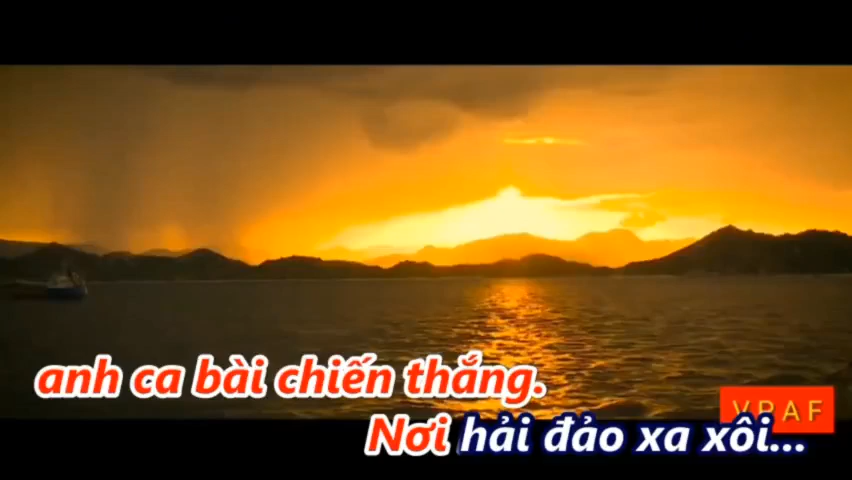 anh ca bài chiến thắng.
VPAF
Nơi hải đảo xa xôi...